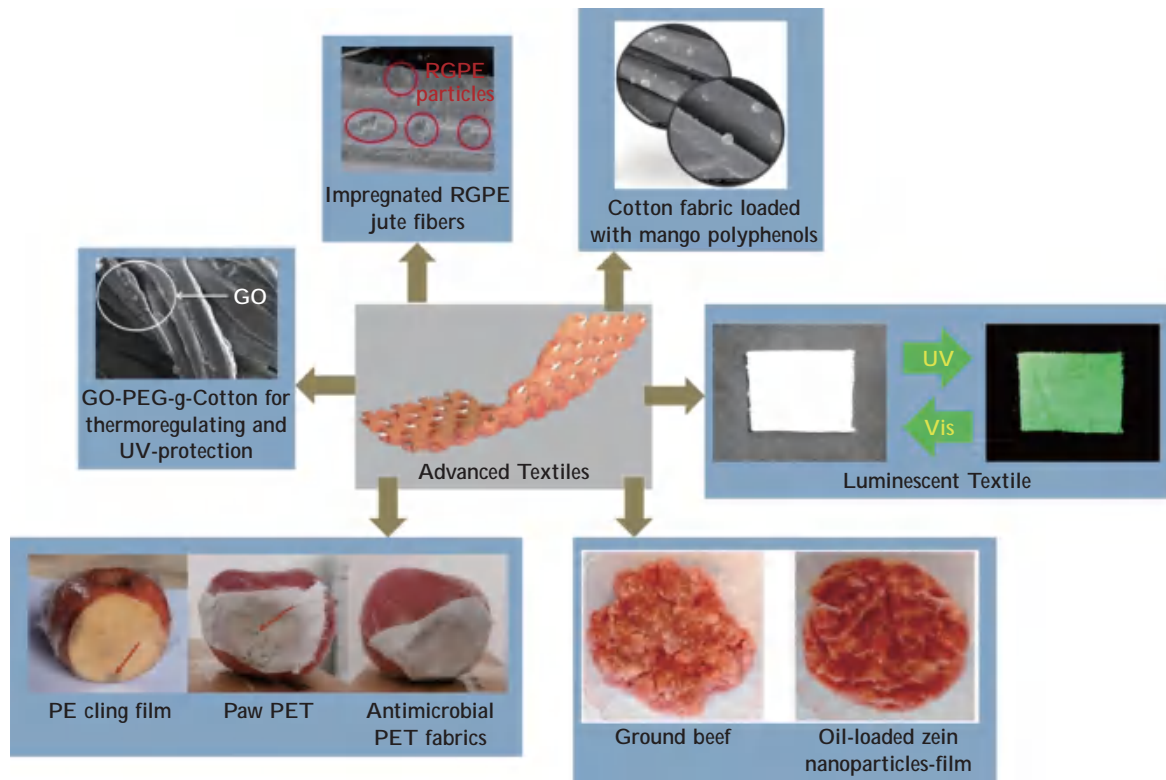 RGPE
particles
Impregnated RGPE
jute fibers
Cotton fabric loaded
with mango polyphenols
GO
GO-PEG-g-Cotton for
thermoregulating and
UV-protection
Advanced Textiles
UV
Vis
Luminescent Textile
PE cling film
Paw PET
Antimicrobial
PET fabrics
Ground beef
Oil-loaded zein
nanoparticles-film